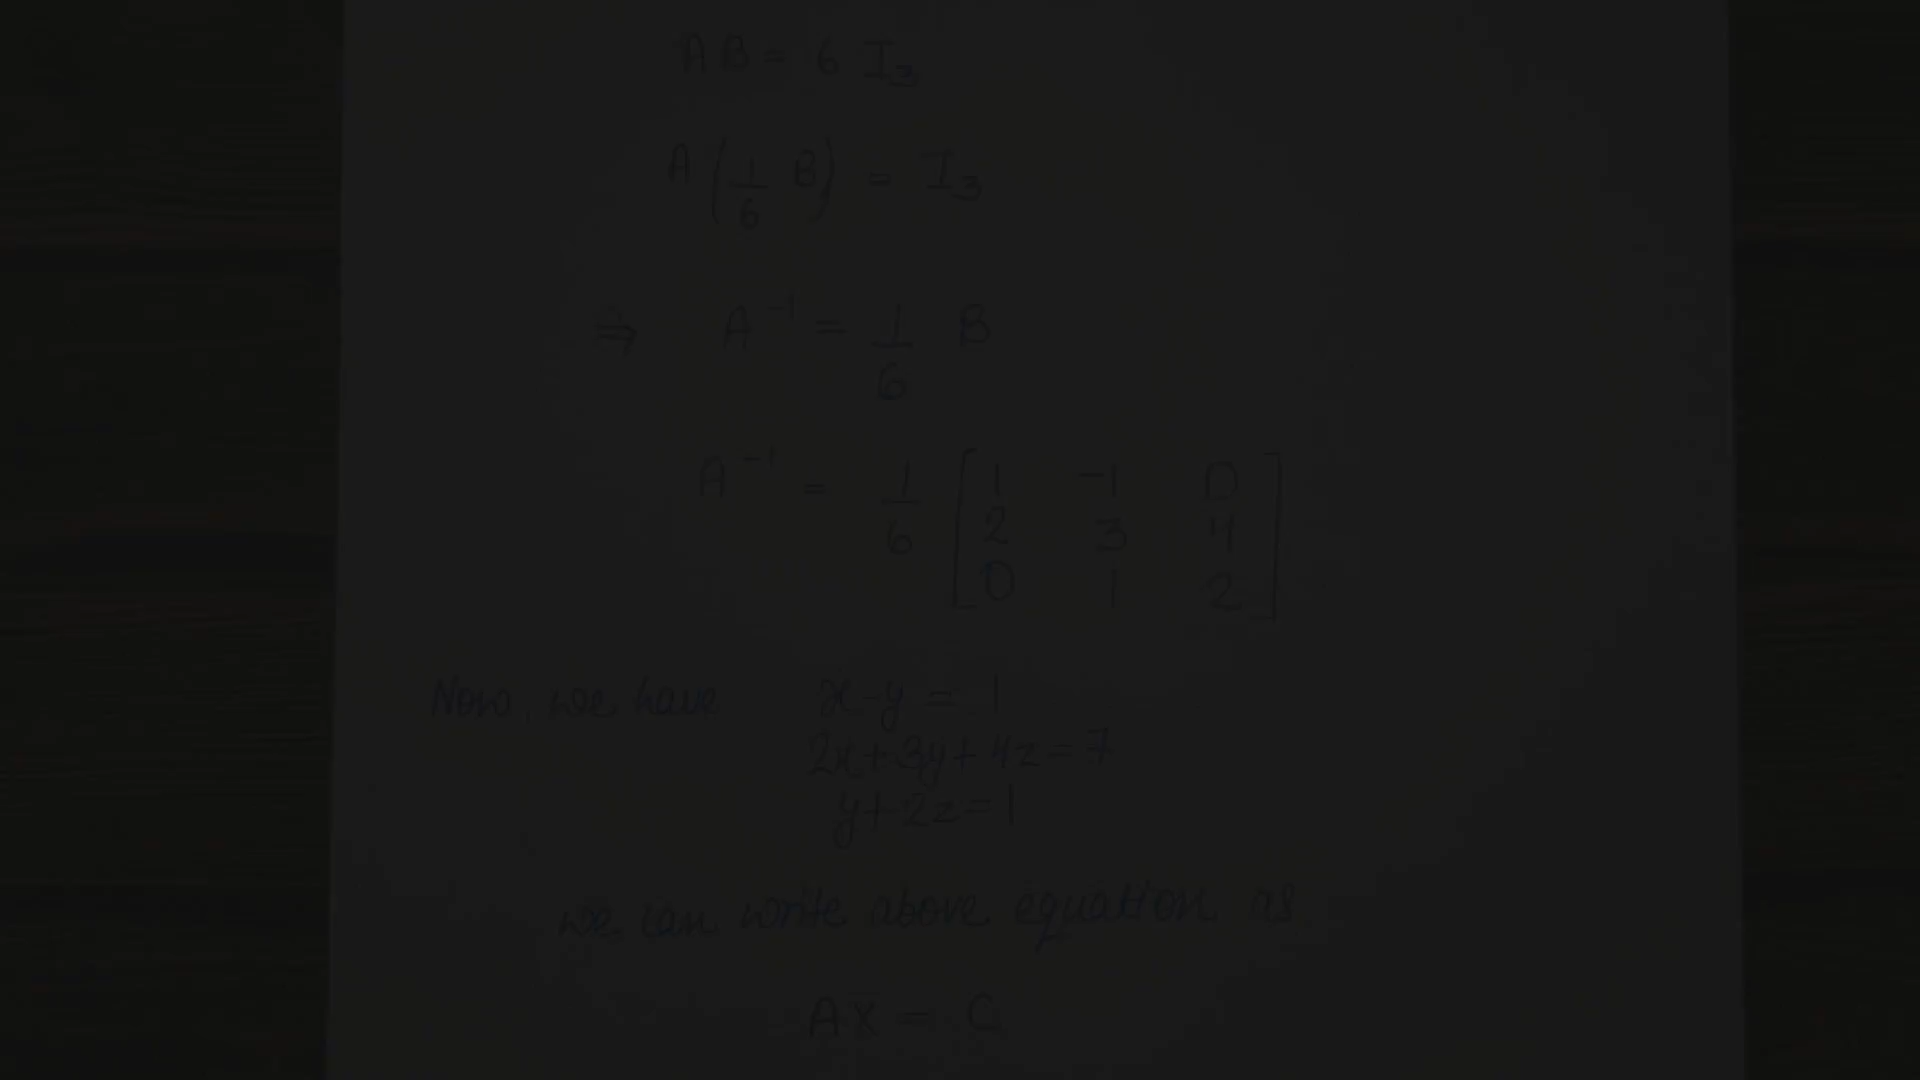 AB = 6 I₃
A(1/6 B) = I₃
⇒ A⁻¹ = 1/6 B
A⁻¹ = 1/6 [1 -1 0
2 3 4
0 1 2]
Now, we have x-y = 1
2x+3y+4z=7
y+2z=1
we can write above equation as
AX = C